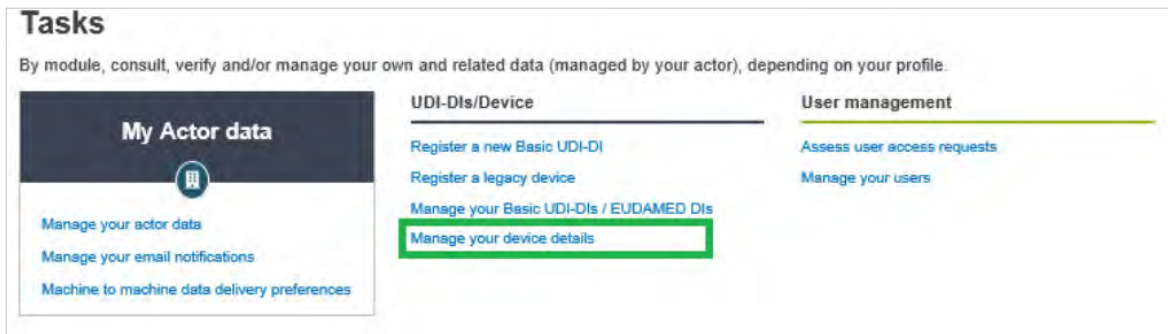 Tasks
By module, consult, verify and/or manage your own and related data (managed by your actor), depending on your profile.
My Actor data
Manage your actor data
Manage your email notifications
Machine to machine data delivery preferences
UDI-DIs/Device
Register a new Basic UDI-DI
Register a legacy device
Manage your Basic UDI-DIs / EUDAMED DIs
Manage your device details
User management
Assess user access requests
Manage your users